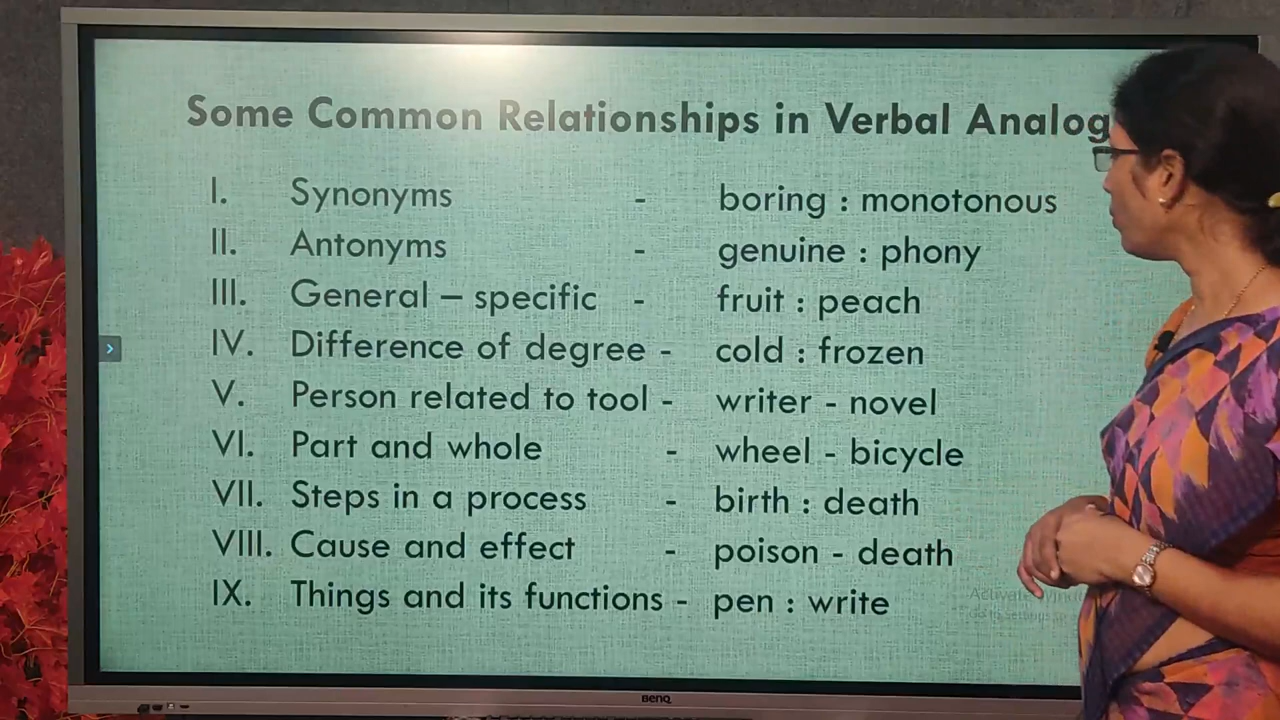 Some Common Relationships in Verbal Analog
I. Synonyms - boring : monotonous
II. Antonyms - genuine : phony
III. General – specific - fruit : peach
IV. Difference of degree - cold : frozen
V. Person related to tool - writer - novel
VI. Part and whole - wheel - bicycle
VII. Steps in a process - birth : death
VIII. Cause and effect - poison - death
IX. Things and its functions - pen : write
Activate
BenQ